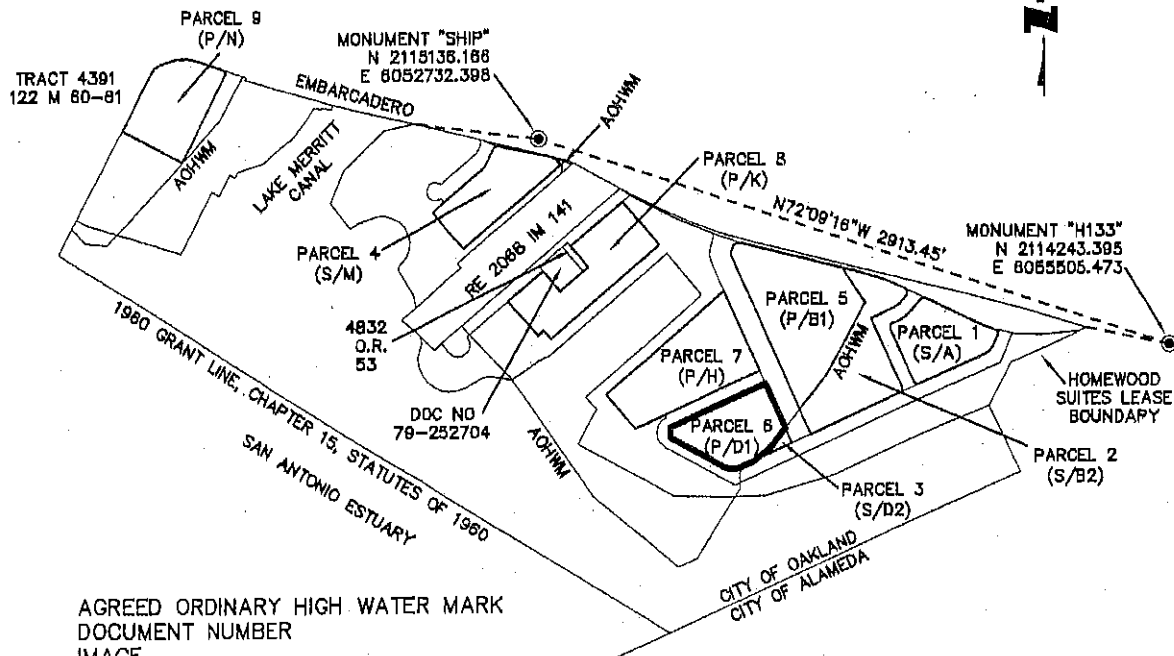 PARCEL 9
(P/N)
TRACT 4391
122 M 60-61
MONUMENT "SHIP"
N 2115136.166
E 6052732.398
EMBARCADERO
AOHWM
AOHWM
LAKE MERRITT
CANAL
PARCEL 8
(P/K)
N72°09'16"W 2913.45'
MONUMENT "H133"
N 2114243.395
E 6055505.473
PARCEL 4
(S/M)
RE 2068 IM 141
PARCEL 5
(P/B1)
PARCEL 1
(S/A)
AOHWM
4832
O.R.
53
PARCEL 7
(P/H)
HOMEWOOD
SUITES LEASE
BOUNDAPY
DOC NO
79-252704
AOHWM
PARCEL 6
(P/D1)
PARCEL 2
(S/B2)
PARCEL 3
(S/D2)
1960 GRANT LINE, CHAPTER 15, STATUTES OF 1960
SAN ANTONIO ESTUARY
CITY OF OAKLAND
CITY OF ALAMEDA
AGREED ORDINARY HIGH WATER MARK
DOCUMENT NUMBER
IMAGE